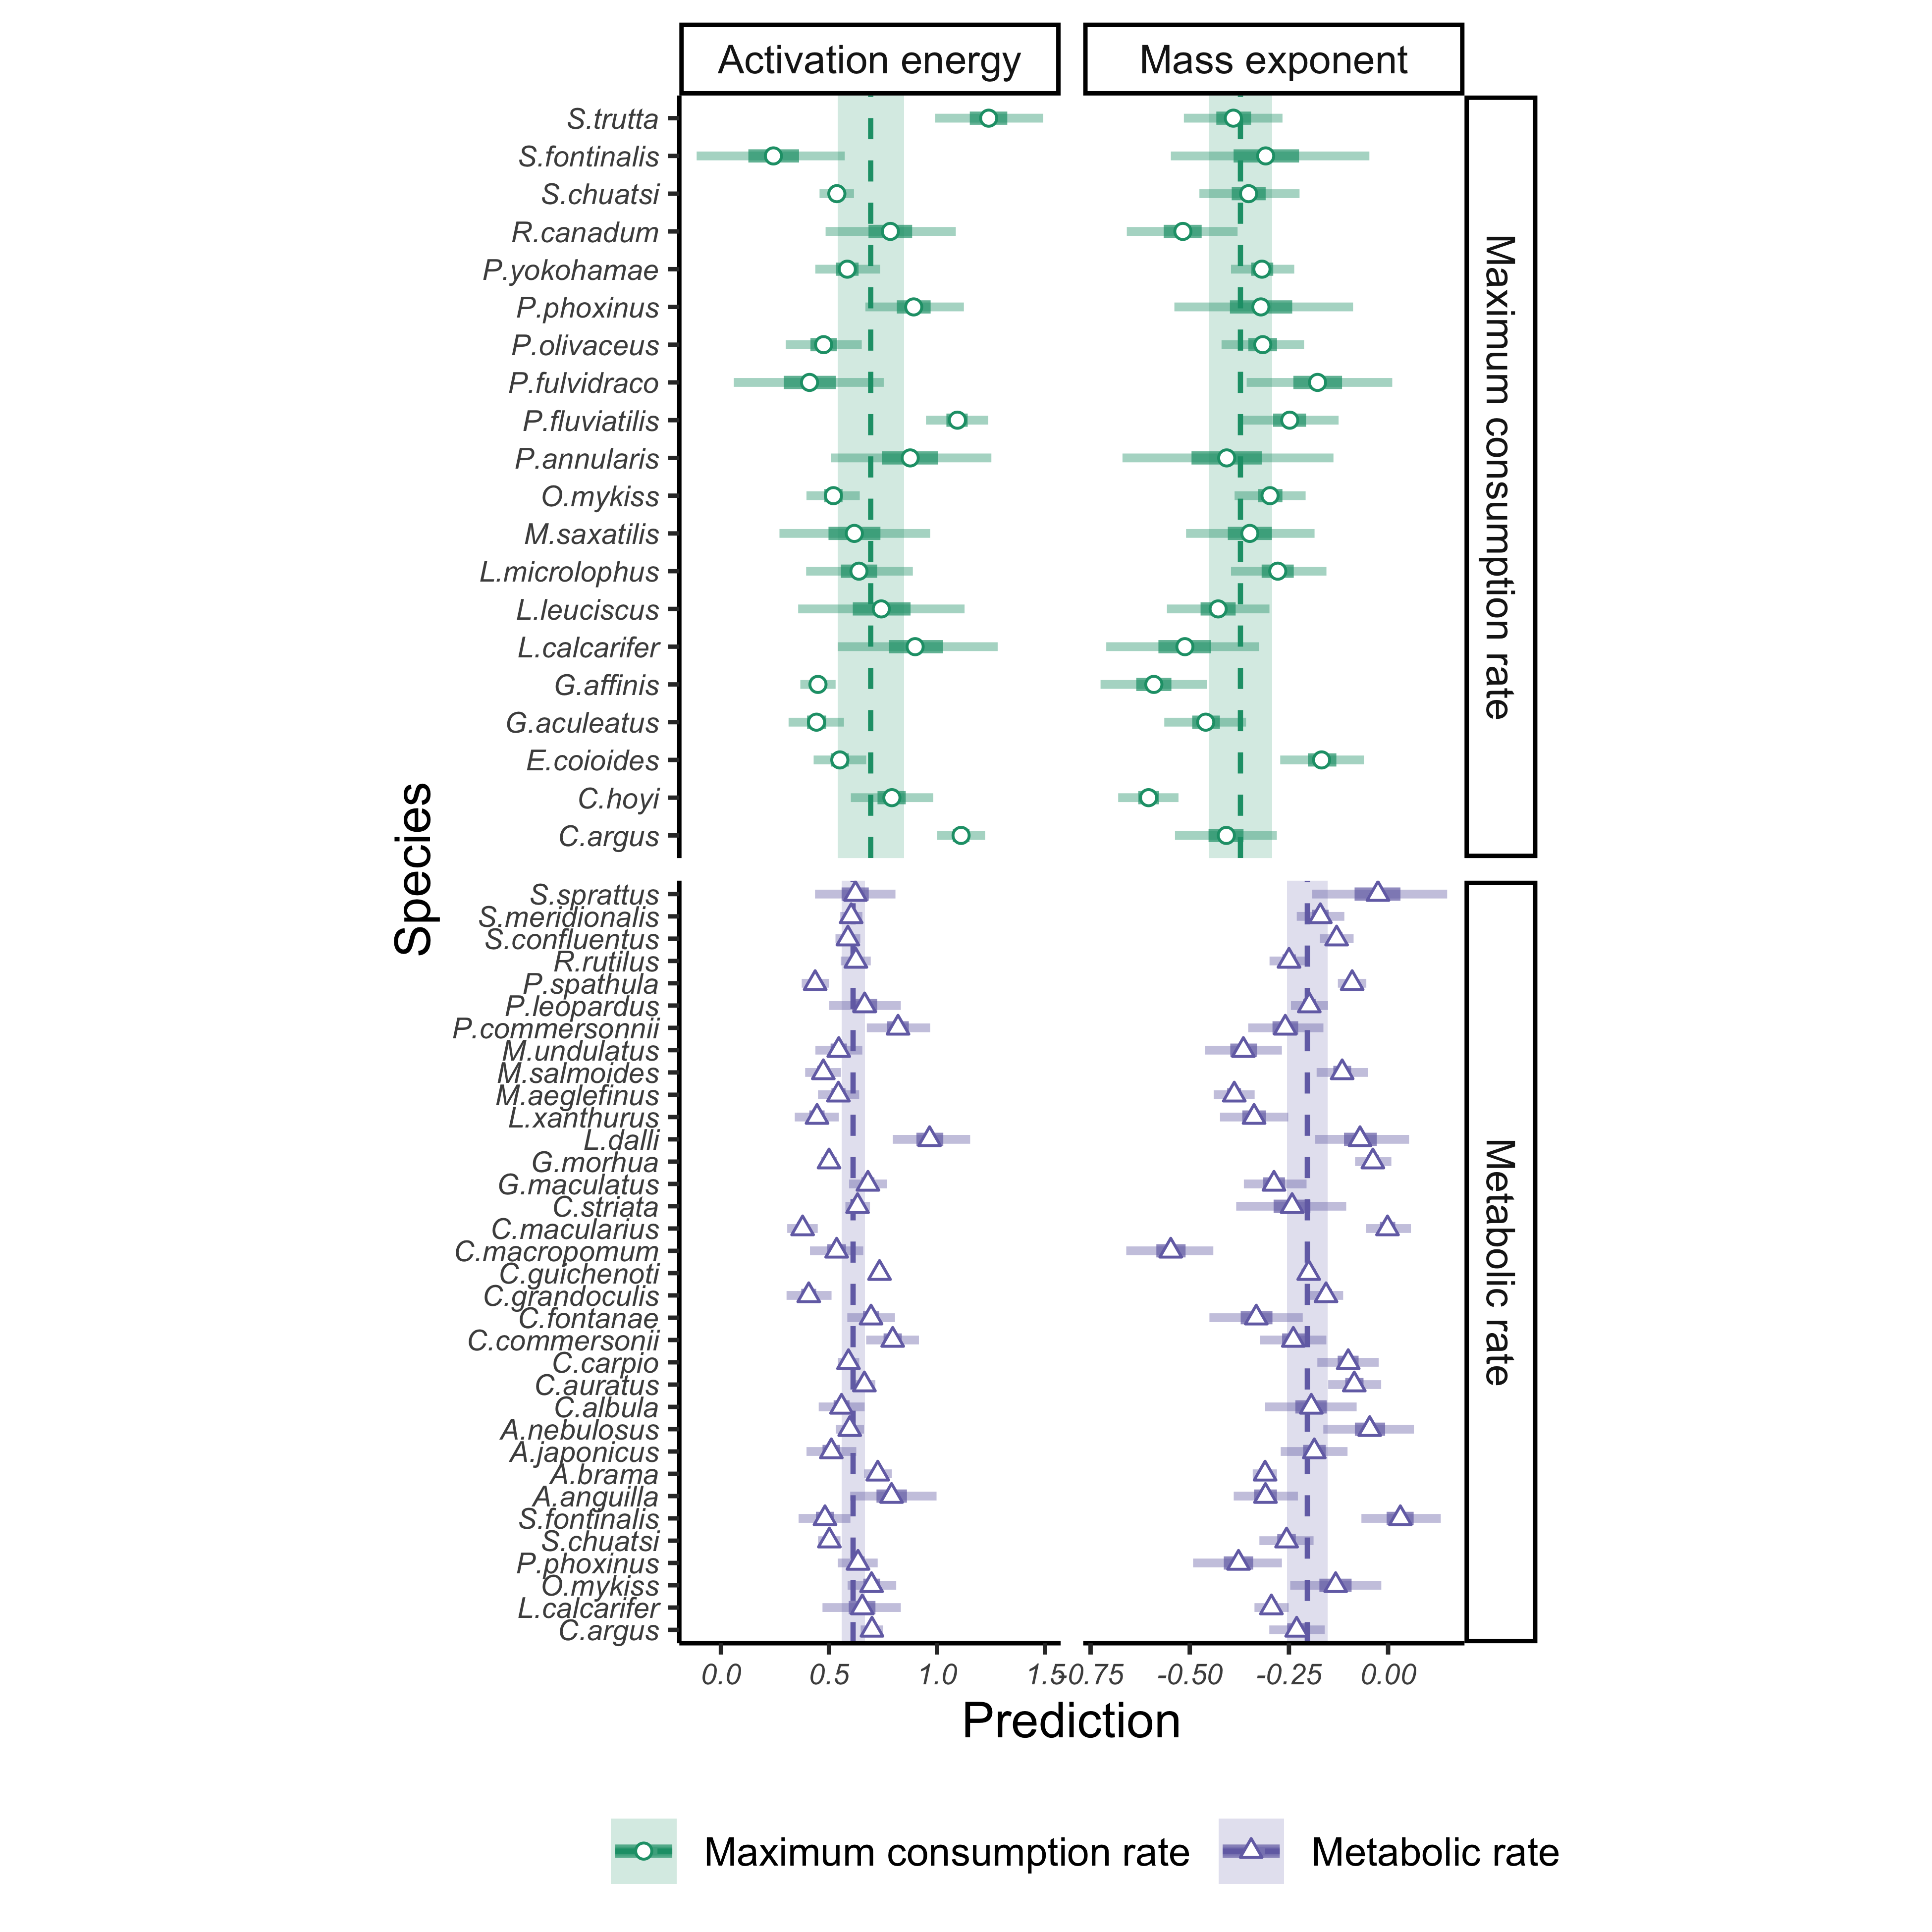 Activation energy
Mass exponent
S.trutta
S.fontinalis
S.chuatsi
R.canadum
P.yokohamae
P.phoxinus
P.olivaceus
P.fulvidraco
P.fluviatilis
P.annularis
O.mykiss
M.saxatilis
L.microlophus
L.leuciscus
L.calcarifer
G.affinis
G.aculeatus
E.coioides
C.hoyi
C.argus
Maximum consumption rate
Species
S.sprattus
S.meridionalis
S.confluentus
R.rutilus
P.spathula
P.leopardus
P.commersonnii
M.undulatus
M.salmoides
M.aeglefinus
L.xanthurus
L.dalli
G.morhua
G.maculatus
C.striata
C.macularius
C.macropomum
C.guichenoti
C.grandoculis
C.fontanae
C.commersonii
C.carpio
C.auratus
C.albula
A.nebulosus
A.japonicus
A.brama
A.anguilla
S.fontinalis
S.chuatsi
P.phoxinus
O.mykiss
L.calcarifer
C.argus
Metabolic rate
0.0 0.5 1.0 1.5 -0.75 -0.50 -0.25 0.00
Prediction
Maximum consumption rate
Metabolic rate